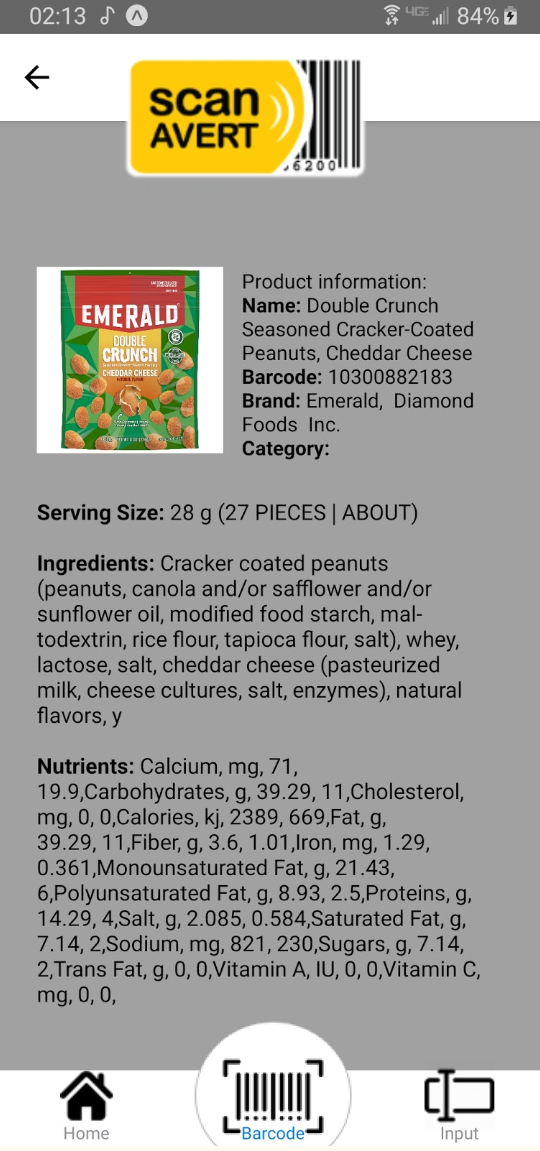 02:13
4GE 84%
scan
AVERT
6200
EMERALD
DOUBLE
CRUNCH
CHEDDAR CHEESE
Product information:
Name: Double Crunch
Seasoned Cracker-Coated
Peanuts, Cheddar Cheese
Barcode: 10300882183
Brand: Emerald, Diamond
Foods Inc.
Category:
Serving Size: 28 g (27 PIECES | ABOUT)
Ingredients: Cracker coated peanuts
(peanuts, canola and/or safflower and/or
sunflower oil, modified food starch, mal-
todextrin, rice flour, tapioca flour, salt), whey,
lactose, salt, cheddar cheese (pasteurized
milk, cheese cultures, salt, enzymes), natural
flavors, y
Nutrients: Calcium, mg, 71,
19.9,Carbohydrates, g, 39.29, 11,Cholesterol,
mg, 0, 0,Calories, kj, 2389, 669,Fat, g,
39.29, 11,Fiber, g, 3.6, 1.01,Iron, mg, 1.29,
0.361,Monounsaturated Fat, g, 21.43,
6,Polyunsaturated Fat, g, 8.93, 2.5,Proteins, g,
14.29, 4,Salt, g, 2.085, 0.584,Saturated Fat, g,
7.14, 2,Sodium, mg, 821, 230,Sugars, g, 7.14,
2,Trans Fat, g, 0, 0,Vitamin A, IU, 0, 0,Vitamin C,
mg, 0, 0,
Home
Barcode
Input